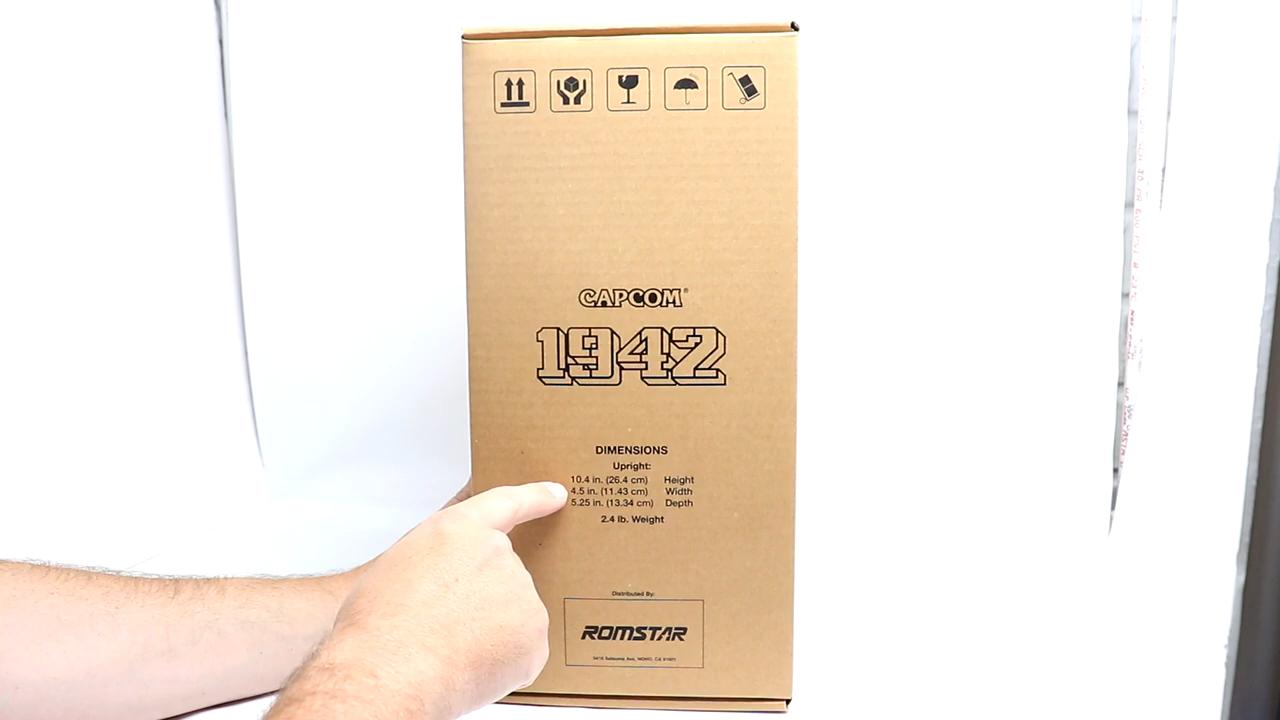 CAPCOM®
1942
DIMENSIONS
Upright:
10.4 in. (26.4 cm) Height
4.5 in. (11.43 cm) Width
5.25 in. (13.34 cm) Depth
2.4 lb. Weight
Distributed By:
ROMSTAR